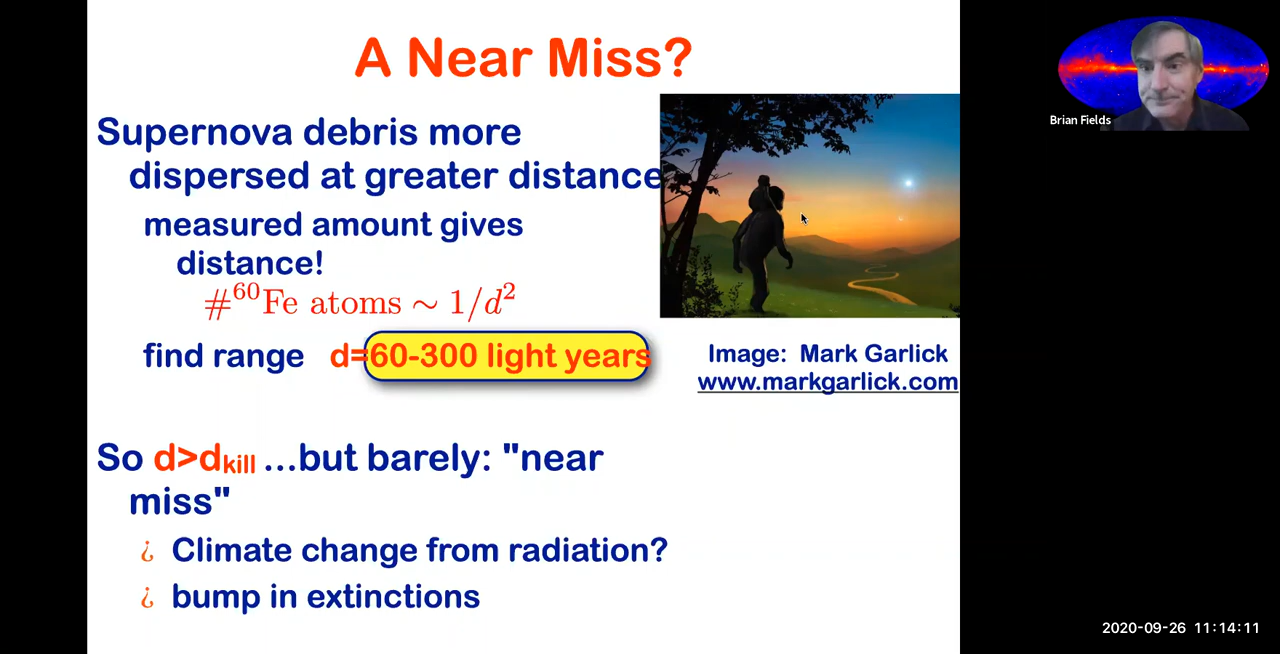 A Near Miss?
Supernova debris more
dispersed at greater distance
measured amount gives
distance!
#⁶⁰Fe atoms ∼ 1/d²
find range d=60-300 light years
So d>dkill ...but barely: "near
miss"
¿ Climate change from radiation?
¿ bump in extinctions
Image: Mark Garlick
www.markgarlick.com
Brian Fields
2020-09-26 11:14:11